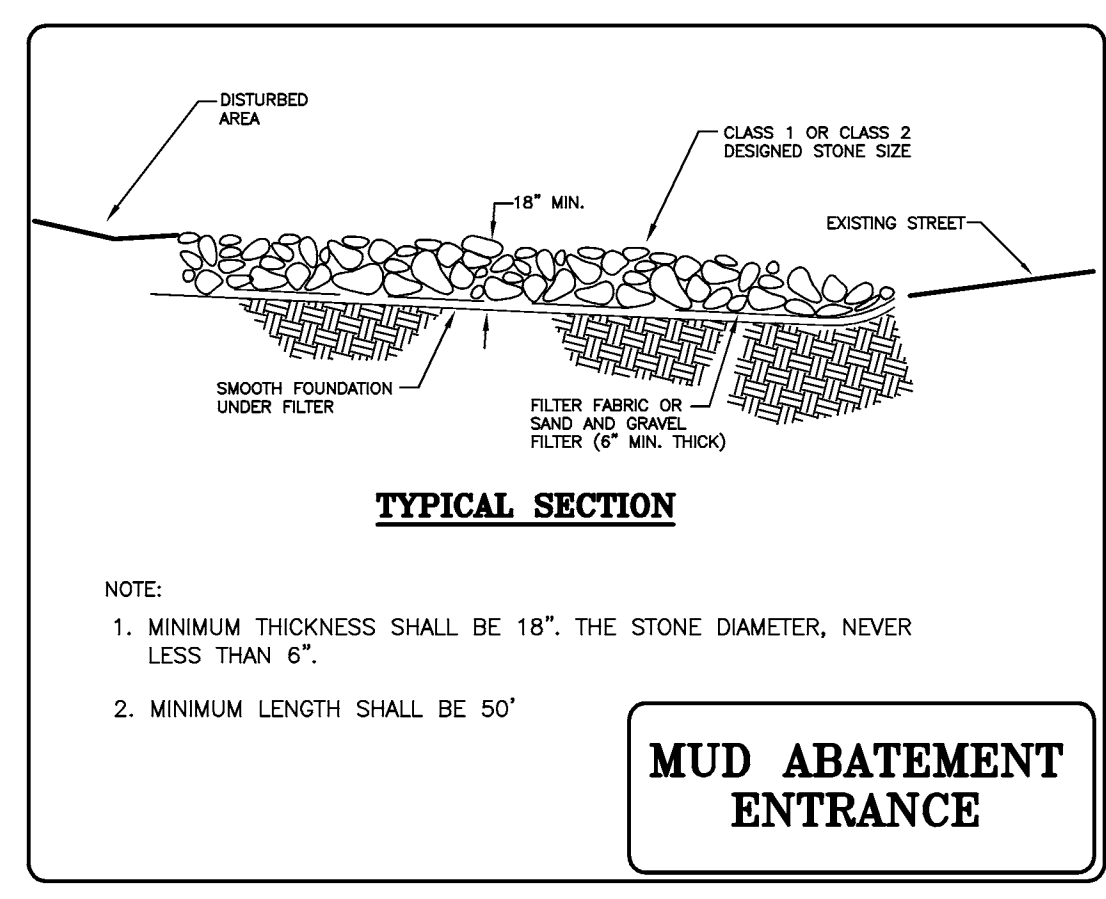 DISTURBED
AREA
CLASS 1 OR CLASS 2
DESIGNED STONE SIZE
18" MIN.
EXISTING STREET
SMOOTH FOUNDATION
UNDER FILTER
FILTER FABRIC OR
SAND AND GRAVEL
FILTER (6" MIN. THICK)
TYPICAL SECTION
NOTE:
1. MINIMUM THICKNESS SHALL BE 18". THE STONE DIAMETER, NEVER
LESS THAN 6".
2. MINIMUM LENGTH SHALL BE 50'
MUD ABATEMENT
ENTRANCE